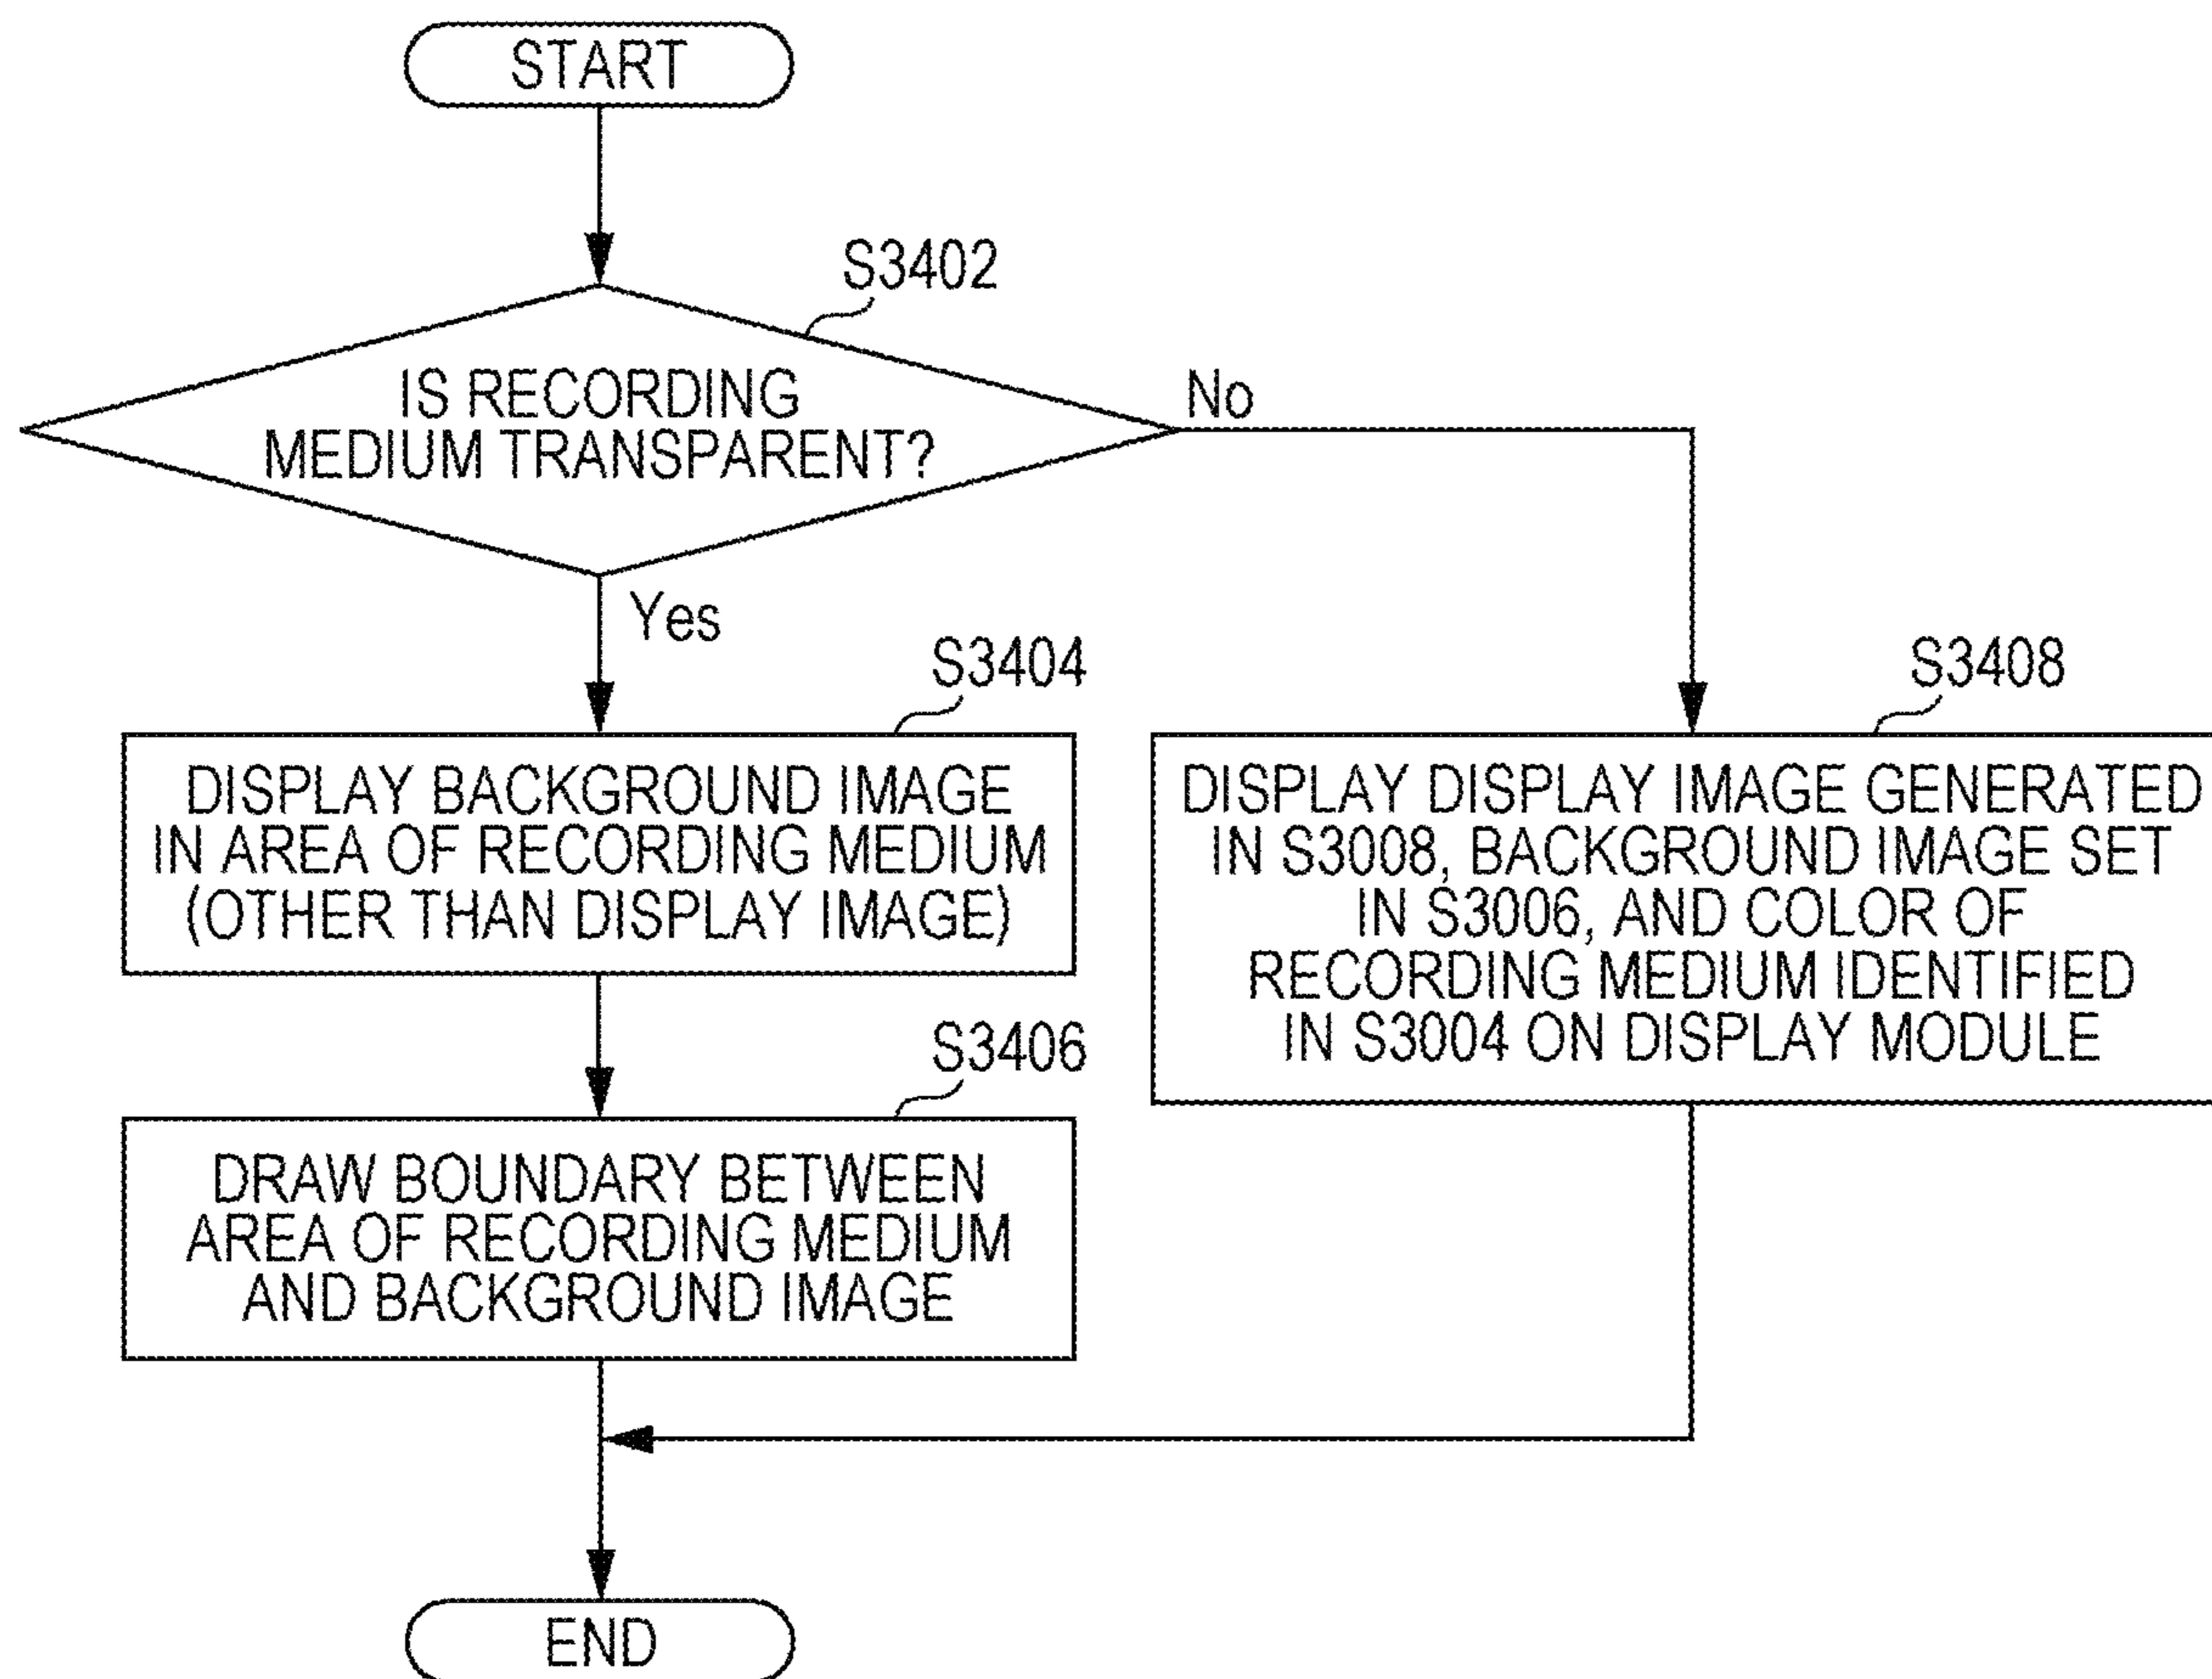 START
S3402
IS RECORDING
MEDIUM TRANSPARENT?
No
Yes
S3404
DISPLAY BACKGROUND IMAGE
IN AREA OF RECORDING MEDIUM
(OTHER THAN DISPLAY IMAGE)
S3408
DISPLAY DISPLAY IMAGE GENERATED
IN S3008, BACKGROUND IMAGE SET
IN S3006, AND COLOR OF
RECORDING MEDIUM IDENTIFIED
IN S3004 ON DISPLAY MODULE
S3406
DRAW BOUNDARY BETWEEN
AREA OF RECORDING MEDIUM
AND BACKGROUND IMAGE
END